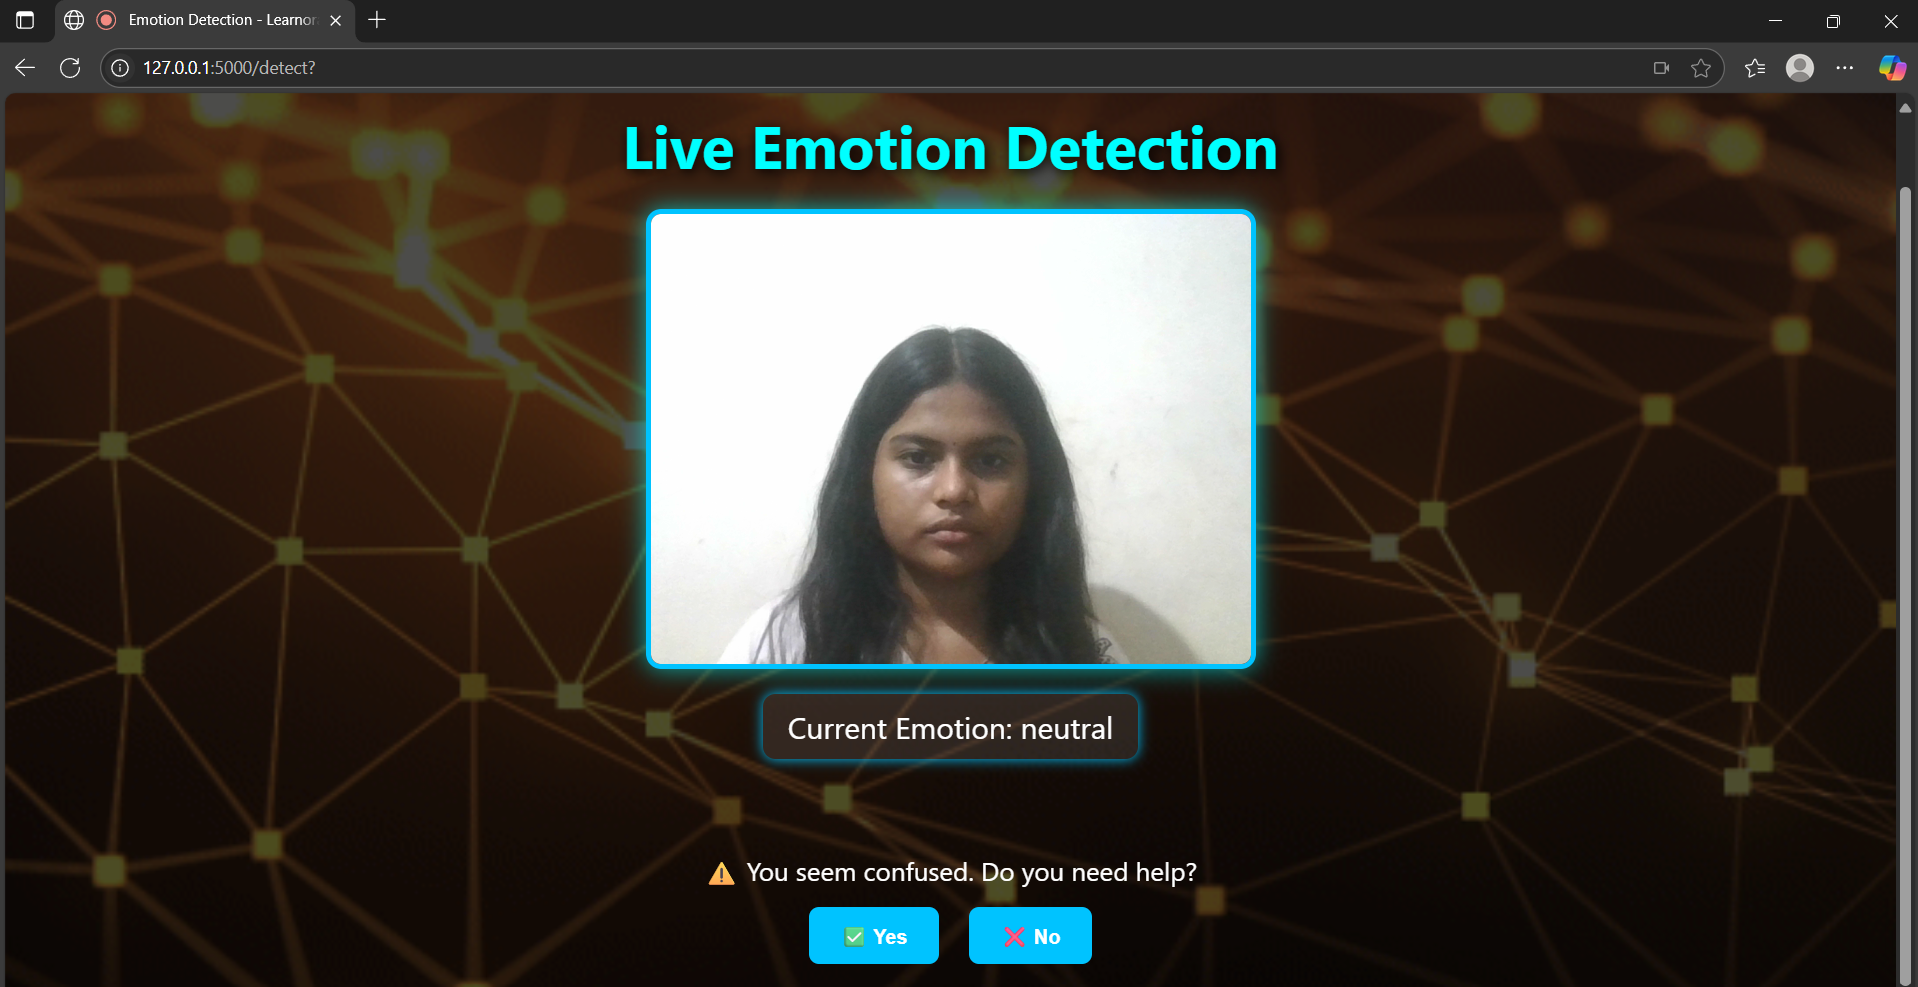 Emotion Detection - Learnor
127.0.0.1:5000/detect?
Live Emotion Detection
Current Emotion: neutral
⚠️ You seem confused. Do you need help?
✅ Yes
❌ No